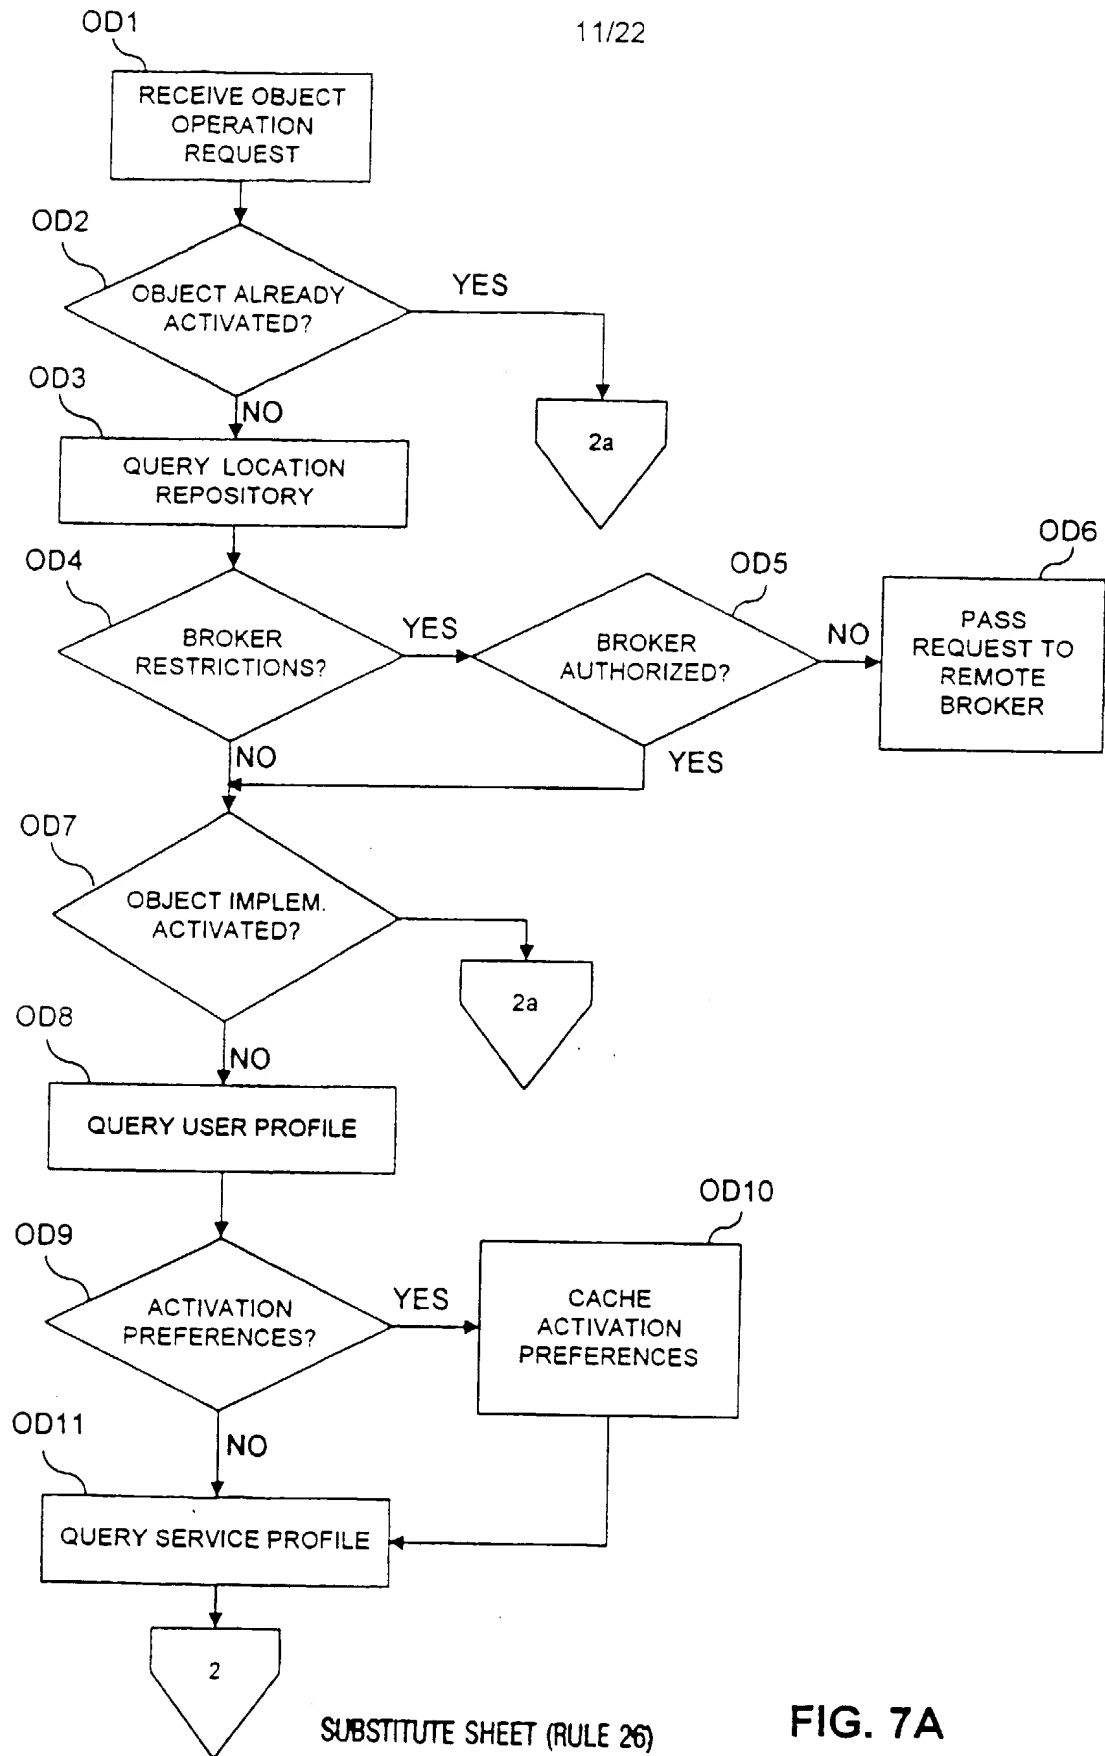 OD1
11/22
RECEIVE OBJECT
OPERATION
REQUEST
OD2
OBJECT ALREADY
ACTIVATED?
YES
NO
2a
OD3
QUERY LOCATION
REPOSITORY
OD4
BROKER
RESTRICTIONS?
YES
NO
OD5
BROKER
AUTHORIZED?
NO
YES
OD6
PASS
REQUEST TO
REMOTE
BROKER
OD7
OBJECT IMPLEM.
ACTIVATED?
2a
NO
OD8
QUERY USER PROFILE
OD9
ACTIVATION
PREFERENCES?
YES
NO
OD10
CACHE
ACTIVATION
PREFERENCES
OD11
QUERY SERVICE PROFILE
2
SUBSTITUTE SHEET (RULE 26)
FIG. 7A